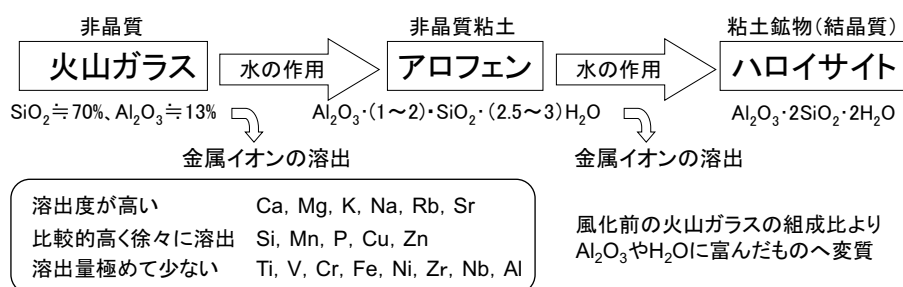 非晶質
火山ガラス
SiO₂≒70%、Al₂O₃≒13%
水の作用
非晶質粘土
アロフェン
Al₂O₃・(1〜2)・SiO₂・(2.5〜3)H₂O
水の作用
粘土鉱物(結晶質)
ハロイサイト
Al₂O₃・2SiO₂・2H₂O
金属イオンの溶出
金属イオンの溶出
溶出度が高い Ca, Mg, K, Na, Rb, Sr
比較的高く徐々に溶出 Si, Mn, P, Cu, Zn
溶出量極めて少ない Ti, V, Cr, Fe, Ni, Zr, Nb, Al
風化前の火山ガラスの組成比より
Al₂O₃やH₂Oに富んだものへ変質